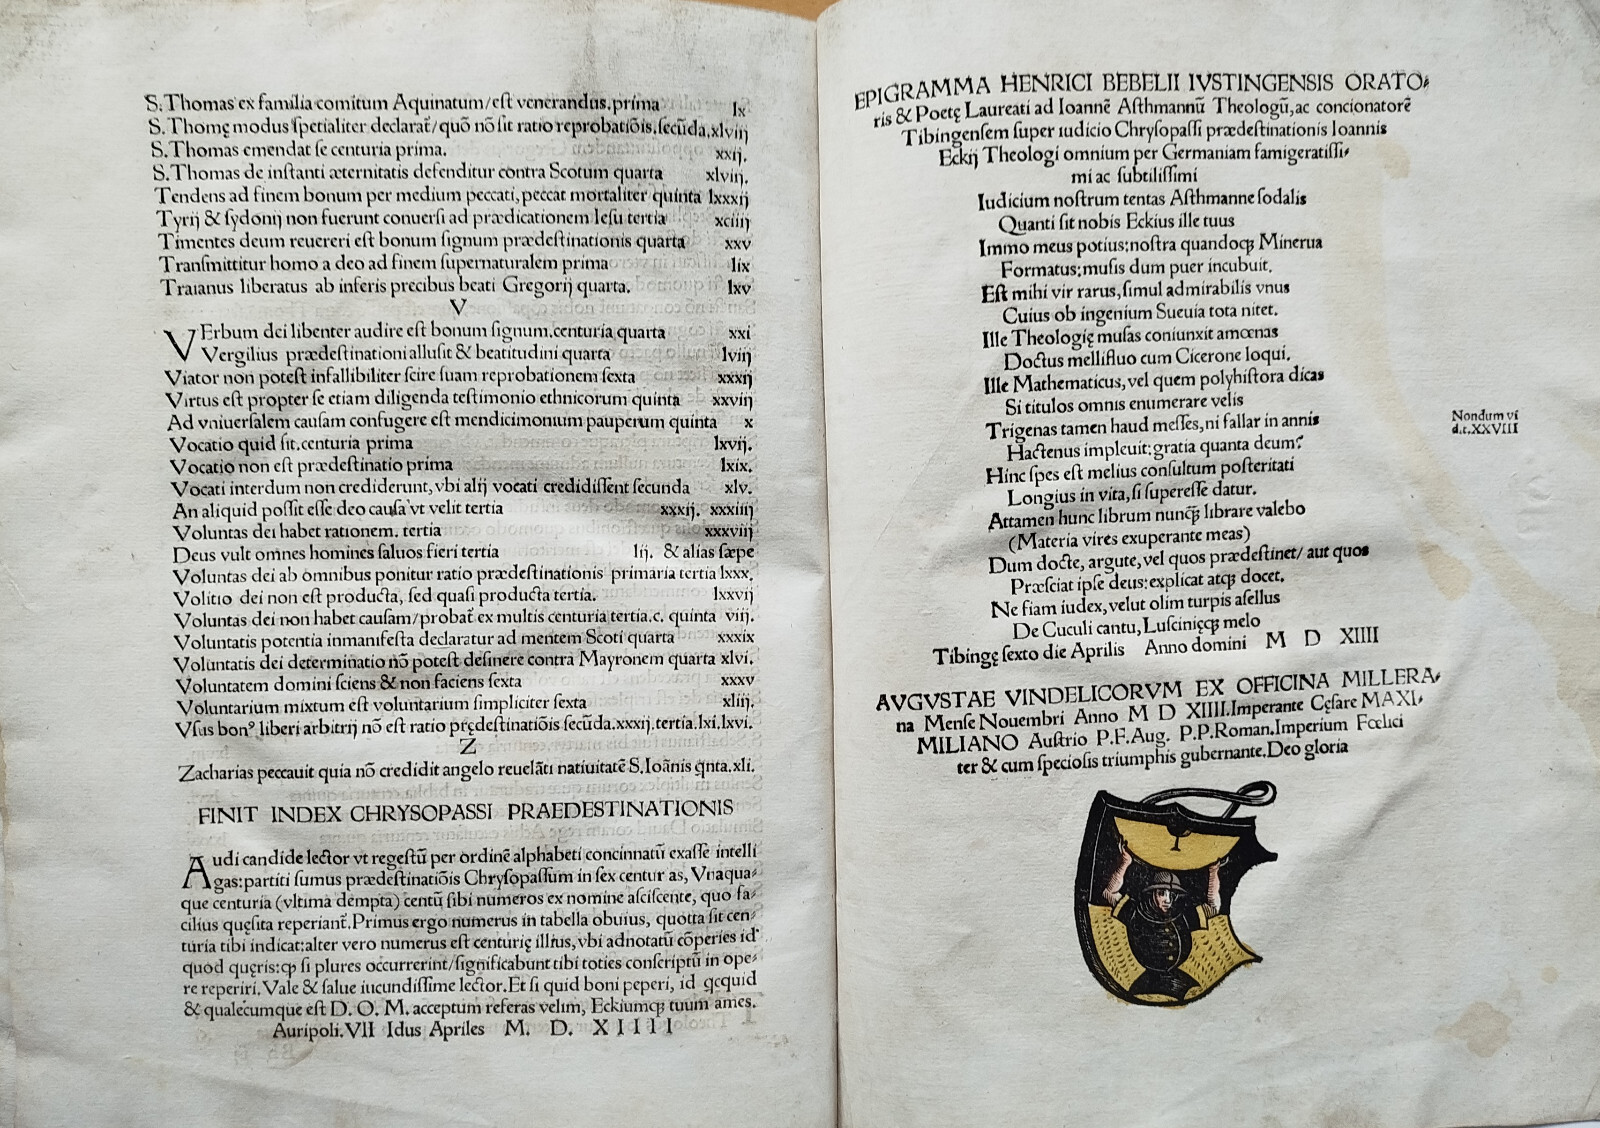 S. Thomas ex familia comitum Aquinatum/est venerandus. prima lx
S. Thomę modus spetialiter declarat̃/quō nō sit ratio reprobatiōis. secūda. xlviij
S. Thomas emendat se centuria prima. xxij.
S. Thomas de instanti æternitatis defenditur contra Scotum quarta xlviij.
Tendens ad finem bonum per medium peccati, peccat mortaliter quinta lxxxij
Tyrij & sydonij non fuerunt conuersi ad prædicationem Iesu tertia xciiij
Timentes deum reuereri est bonum signum prædestinationis quarta xxv
Transmittitur homo a deo ad finem supernaturalem prima lix
Traianus liberatus ab inferis precibus beati Gregorij quarta. lxv
V
VErbum dei libenter audire est bonum signum. centuria quarta xxi
Vergilius prædestinationi allusit & beatitudini quarta lviij
Viator non potest infallibiliter scire suam reprobationem sexta xxxij
Virtus est propter se etiam diligenda testimonio ethnicorum quinta xxviij
Ad vniuersalem causam confugere est mendicimonium pauperum quinta x
Vocatio quid sit. centuria prima lxvij.
Vocatio non est prædestinatio prima lxix.
Vocati interdum non crediderunt, vbi alij vocati credidissent secunda xlv.
An aliquid possit esse deo causa vt velit tertia xxxij. xxxiiij
Voluntas dei habet rationem. tertia xxxviij
Deus vult omnes homines saluos fieri tertia lij. & alias sæpe
Voluntas dei ab omnibus ponitur ratio prædestinationis primaria tertia lxxx.
Volitio dei non est producta, sed quasi producta tertia. lxxvij
Voluntas dei non habet causam/probat̃ ex multis centuria tertia. c. quinta viij.
Voluntatis potentia inmanifesta declaratur ad mentem Scoti quarta xxxix
Voluntatis dei determinatio nō potest desinere contra Mayronem quarta xlvi.
Voluntatem domini sciens & non faciens sexta xxxv
Voluntarium mixtum est voluntarium simpliciter sexta xliij.
Vsus bonꝰ liberi arbitrij nō est ratio prędestinatiōis secūda. xxxij. tertia. lxi. lxvi.
Z
Zacharias peccauit quia nō credidit angelo reuelāti natiuitatē S. Ioānis qnta. xli.
FINIT INDEX CHRYSOPASSI PRAEDESTINATIONIS
Audi candide lector vt regestū per ordinē alphabeti concinnatū exasse intelli
gas: partiti sumus prædestinatiōis Chrysopassum in sex centur as, Vnaqua⸗
que centuria (vltima dempta) centū sibi numeros ex nomine asciscente, quo fa⸗
cilius quęsita reperiant̃. Primus ergo numerus in tabella obuius, quotta sit cen⸗
turia tibi indicat: alter vero numerus est centurię illius, vbi adnotatū cōperies id
quod quęris: ꝙ si plures occurrerint/significabunt tibi toties conscriptū in ope⸗
re reperiri. Vale & salue iucundissime lector. Et si quid boni peperi, id qcquid
& qualecumque est D. O. M. acceptum referas velim, Eckiumqꝫ tuum ames.
Auripoli. VII Idus Apriles M. D. XIIII
EPIGRAMMA HENRICI BEBELII IVSTINGENSIS ORATO⸗
ris & Poetę Laureati ad Ioannē Asthmannū Theologū, ac concionatorē
Tibingensem super iudicio Chrysopassi prædestinationis Ioannis
Eckij Theologi omnium per Germaniam famigeratissi⸗
mi ac subtilissimi
Iudicium nostrum tentas Asthmanne sodalis
Quanti sit nobis Eckius ille tuus
Immo meus potius: nostra quandoqꝫ Minerua
Formatus: musis dum puer incubuit.
Est mihi vir rarus, simul admirabilis vnus
Cuius ob ingenium Sueuia tota nitet.
Ille Theologię musas coniunxit amœnas
Doctus mellifluo cum Cicerone loqui.
Ille Mathematicus, vel quem polyhistora dicas
Si titulos omnis enumerare velis
Trigenas tamen haud messes, ni fallar in annis
Hactenus impleuit: gratia quanta deum?
Hinc spes est melius consultum posteritati
Longius in vita, si superesse datur.
Attamen hunc librum nunqꝫ librare valebo
(Materia vires exuperante meas)
Dum docte, argute, vel quos prædestinet/ aut quos
Præsciat ipse deus: explicat atqꝫ docet.
Ne fiam iudex, velut olim turpis asellus
De Cuculi cantu, Luscinięqꝫ melo
Tibingę sexto die Aprilis Anno domini M D XIIII
Nondum vi
d. t. XXVIII
AVGVSTAE VINDELICORVM EX OFFICINA MILLERA⸗
na Mense Nouembri Anno M D XIIII. Imperante Cęsare MAXI⸗
MILIANO Austrio P. F. Aug. P. P. Roman. Imperium Fœlici
ter & cum speciosis triumphis gubernante. Deo gloria